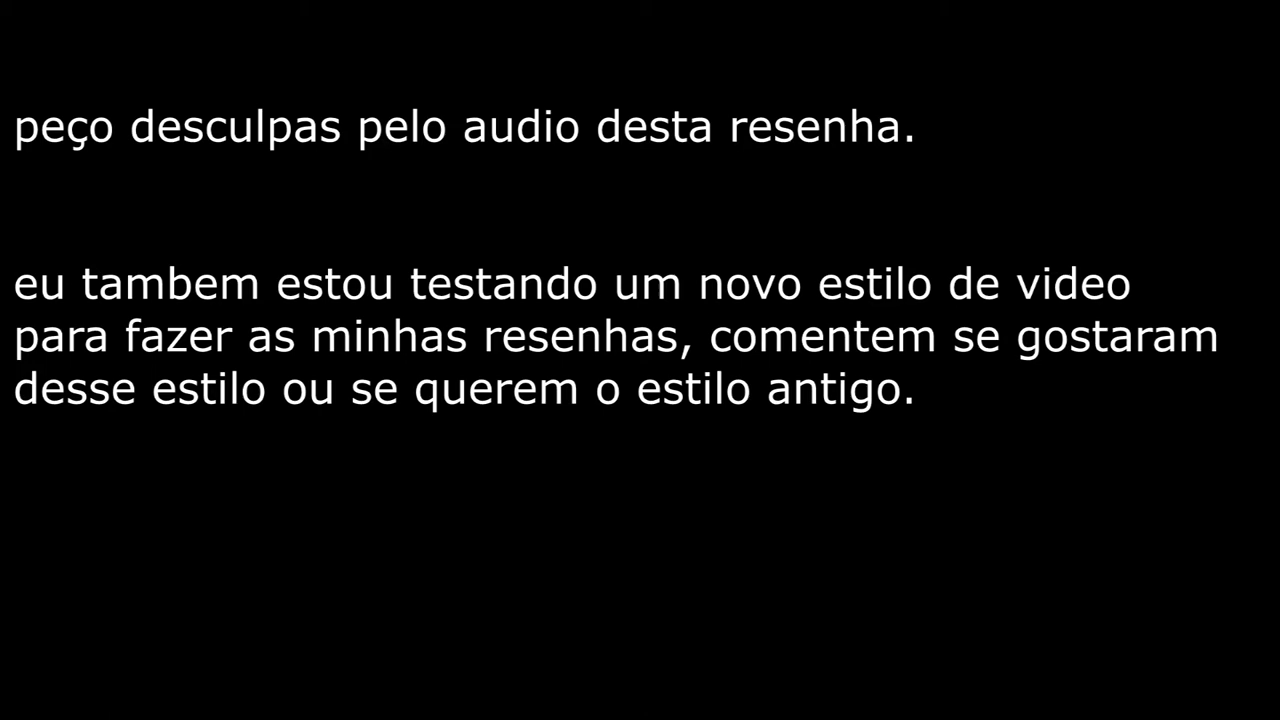 peço desculpas pelo audio desta resenha.
eu tambem estou testando um novo estilo de video
para fazer as minhas resenhas, comentem se gostaram
desse estilo ou se querem o estilo antigo.